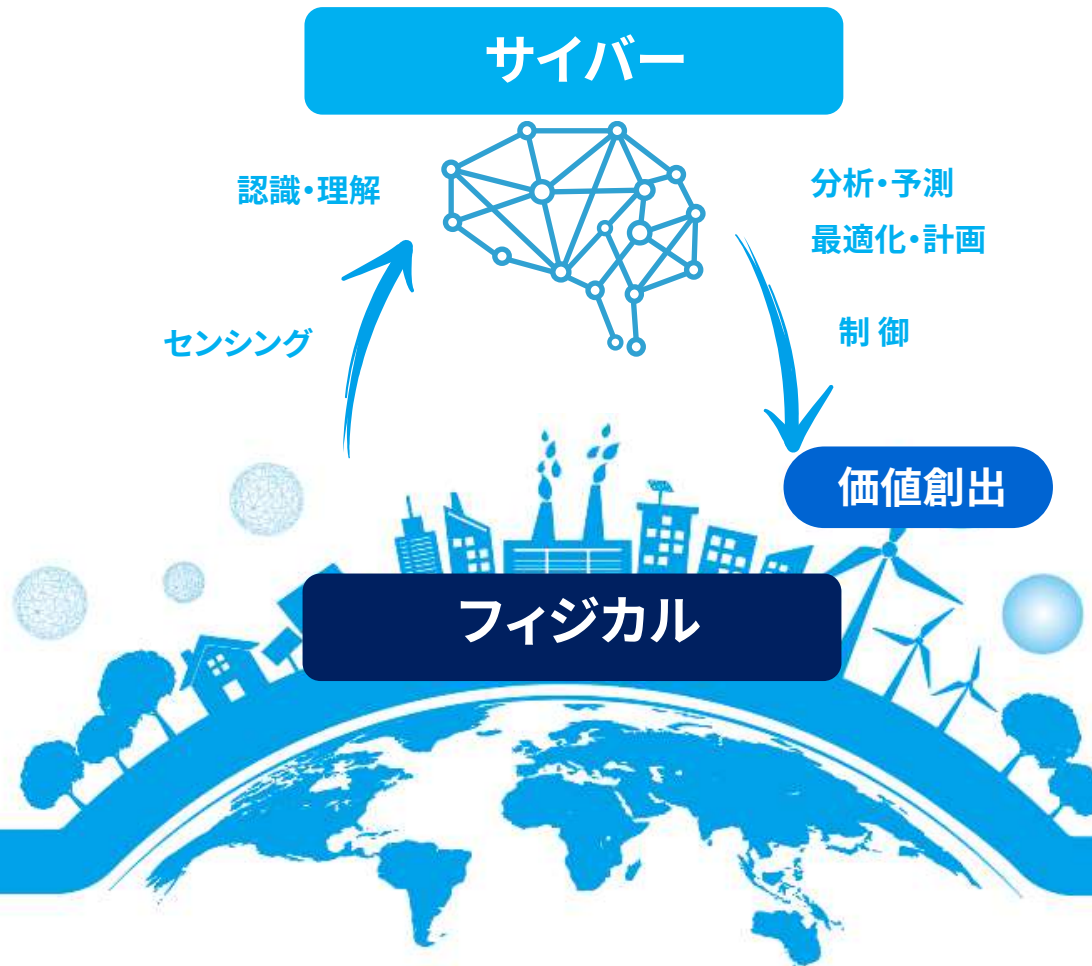 サイバー
認識・理解
分析・予測
最適化・計画
センシング
制 御
価値創出
フィジカル